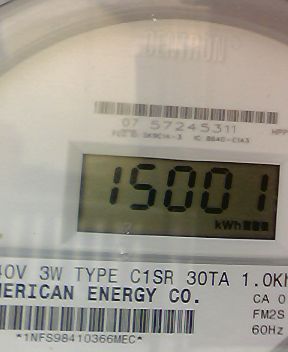 CENTRON
07 57245311
15001
kWh
40V 3W TYPE C1SR 30TA 1.0K
MERICAN ENERGY CO.
CA 0
FM2S
60Hz
*1NFS98410366MEC*